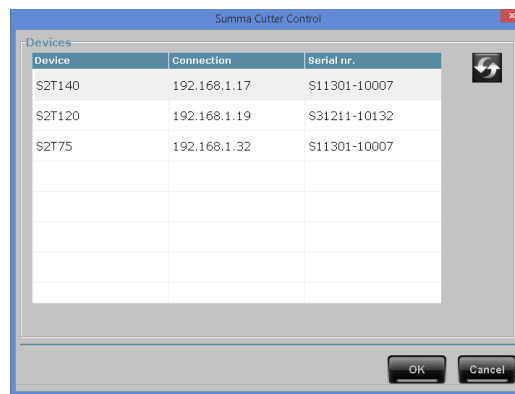 Summa Cutter Control
Devices
Device Connection Serial nr.
S2T140 192.168.1.17 S11301-10007
S2T120 192.168.1.19 S31211-10132
S2T75 192.168.1.32 S11301-10007
OK Cancel